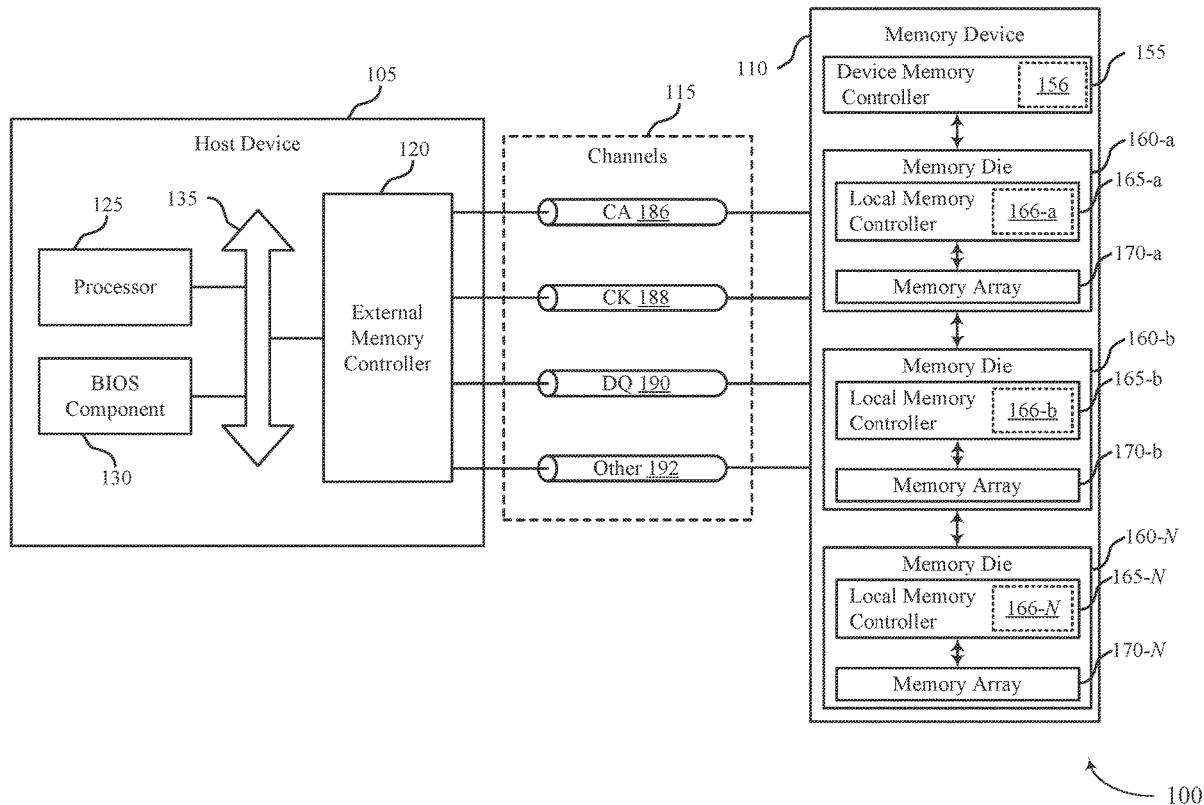 105
Host Device
120
125
135
Processor
External
Memory
Controller
BIOS
Component
130
115
Channels
CA 186
CK 188
DQ 190
Other 192
110
Memory Device
155
Device Memory
Controller
156
160-a
Memory Die
165-a
Local Memory
Controller
166-a
170-a
Memory Array
160-b
Memory Die
165-b
Local Memory
Controller
166-b
170-b
Memory Array
160-N
Memory Die
165-N
Local Memory
Controller
166-N
170-N
Memory Array
100